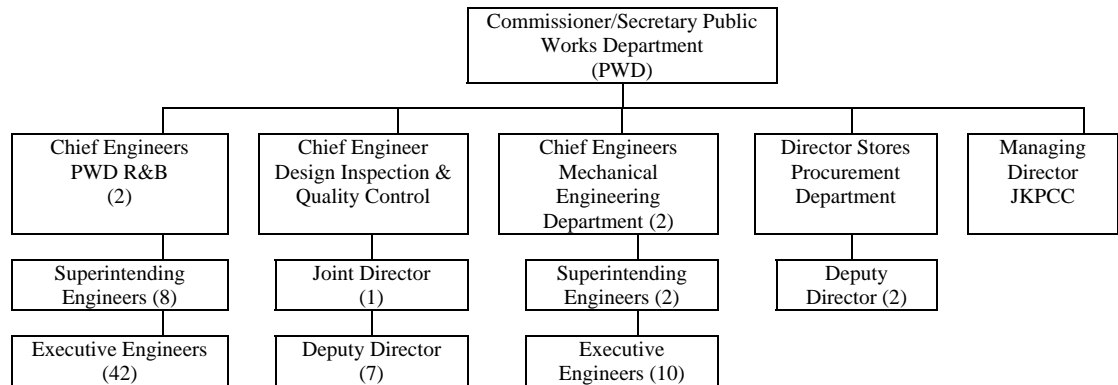 Commissioner/Secretary Public
Works Department
(PWD)
Chief Engineers
PWD R&B
(2)
Chief Engineer
Design Inspection &
Quality Control
Chief Engineers
Mechanical
Engineering
Department (2)
Director Stores
Procurement
Department
Managing
Director
JKPCC
Superintending
Engineers (8)
Joint Director
(1)
Superintending
Engineers (2)
Deputy
Director (2)
Executive Engineers
(42)
Deputy Director
(7)
Executive
Engineers (10)